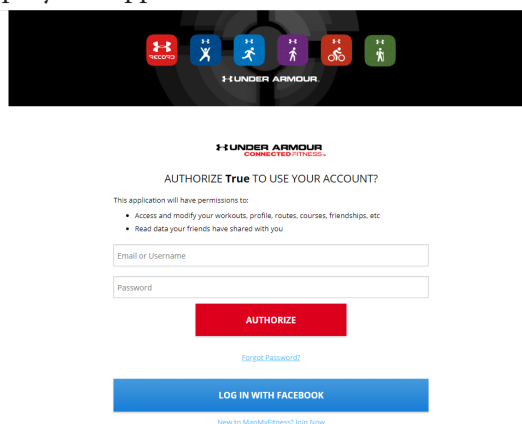 RECORD
UNDER ARMOUR
UNDER ARMOUR
CONNECTED FITNESS
AUTHORIZE True TO USE YOUR ACCOUNT?
This application will have permissions to:
Access and modify your workouts, profile, routes, courses, friendships, etc
Read data your friends have shared with you
Email or Username
Password
AUTHORIZE
Forgot Password?
LOG IN WITH FACEBOOK
New to MapMyFitness? Join Now